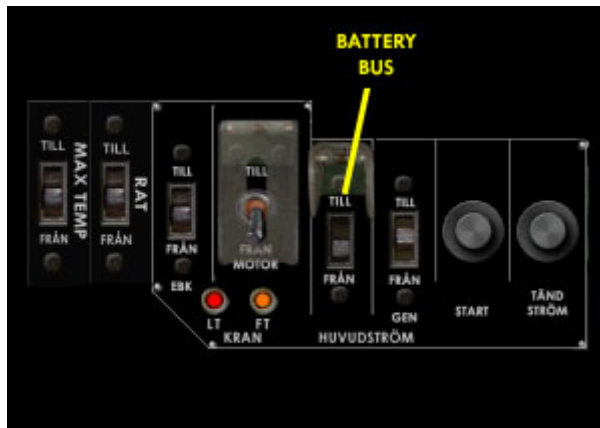 BATTERY
BUS
TILL
MAX TEMP
FRÅN
TILL
RAT
FRÅN
TILL
FRÅN
EBK
TILL
FRÅN
MOTOR
LT
FT
KRAN
TILL
FRÅN
HUVUDSTRÖM
TILL
FRÅN
GEN
START
TÄND
STRÖM